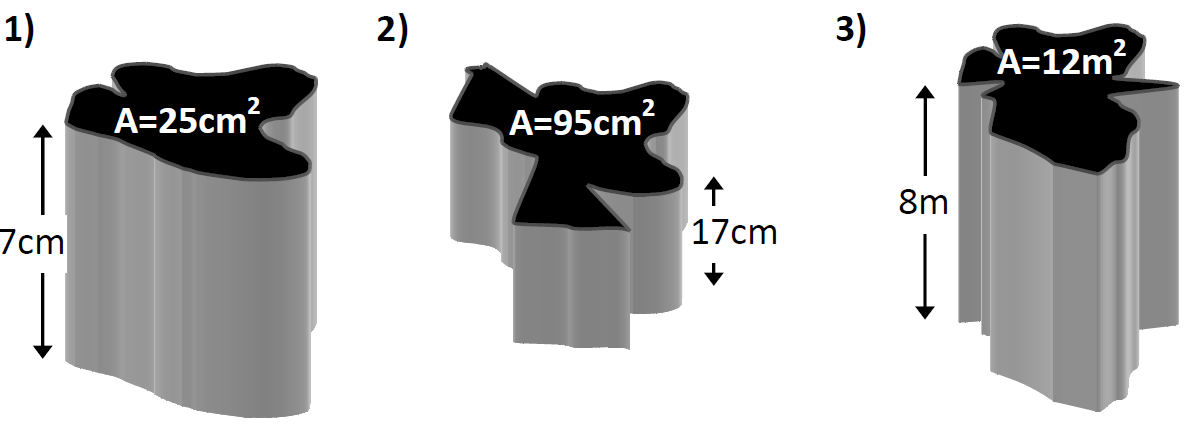 1)
A=25cm²
7cm
2)
A=95cm²
17cm
3)
A=12m²
8m